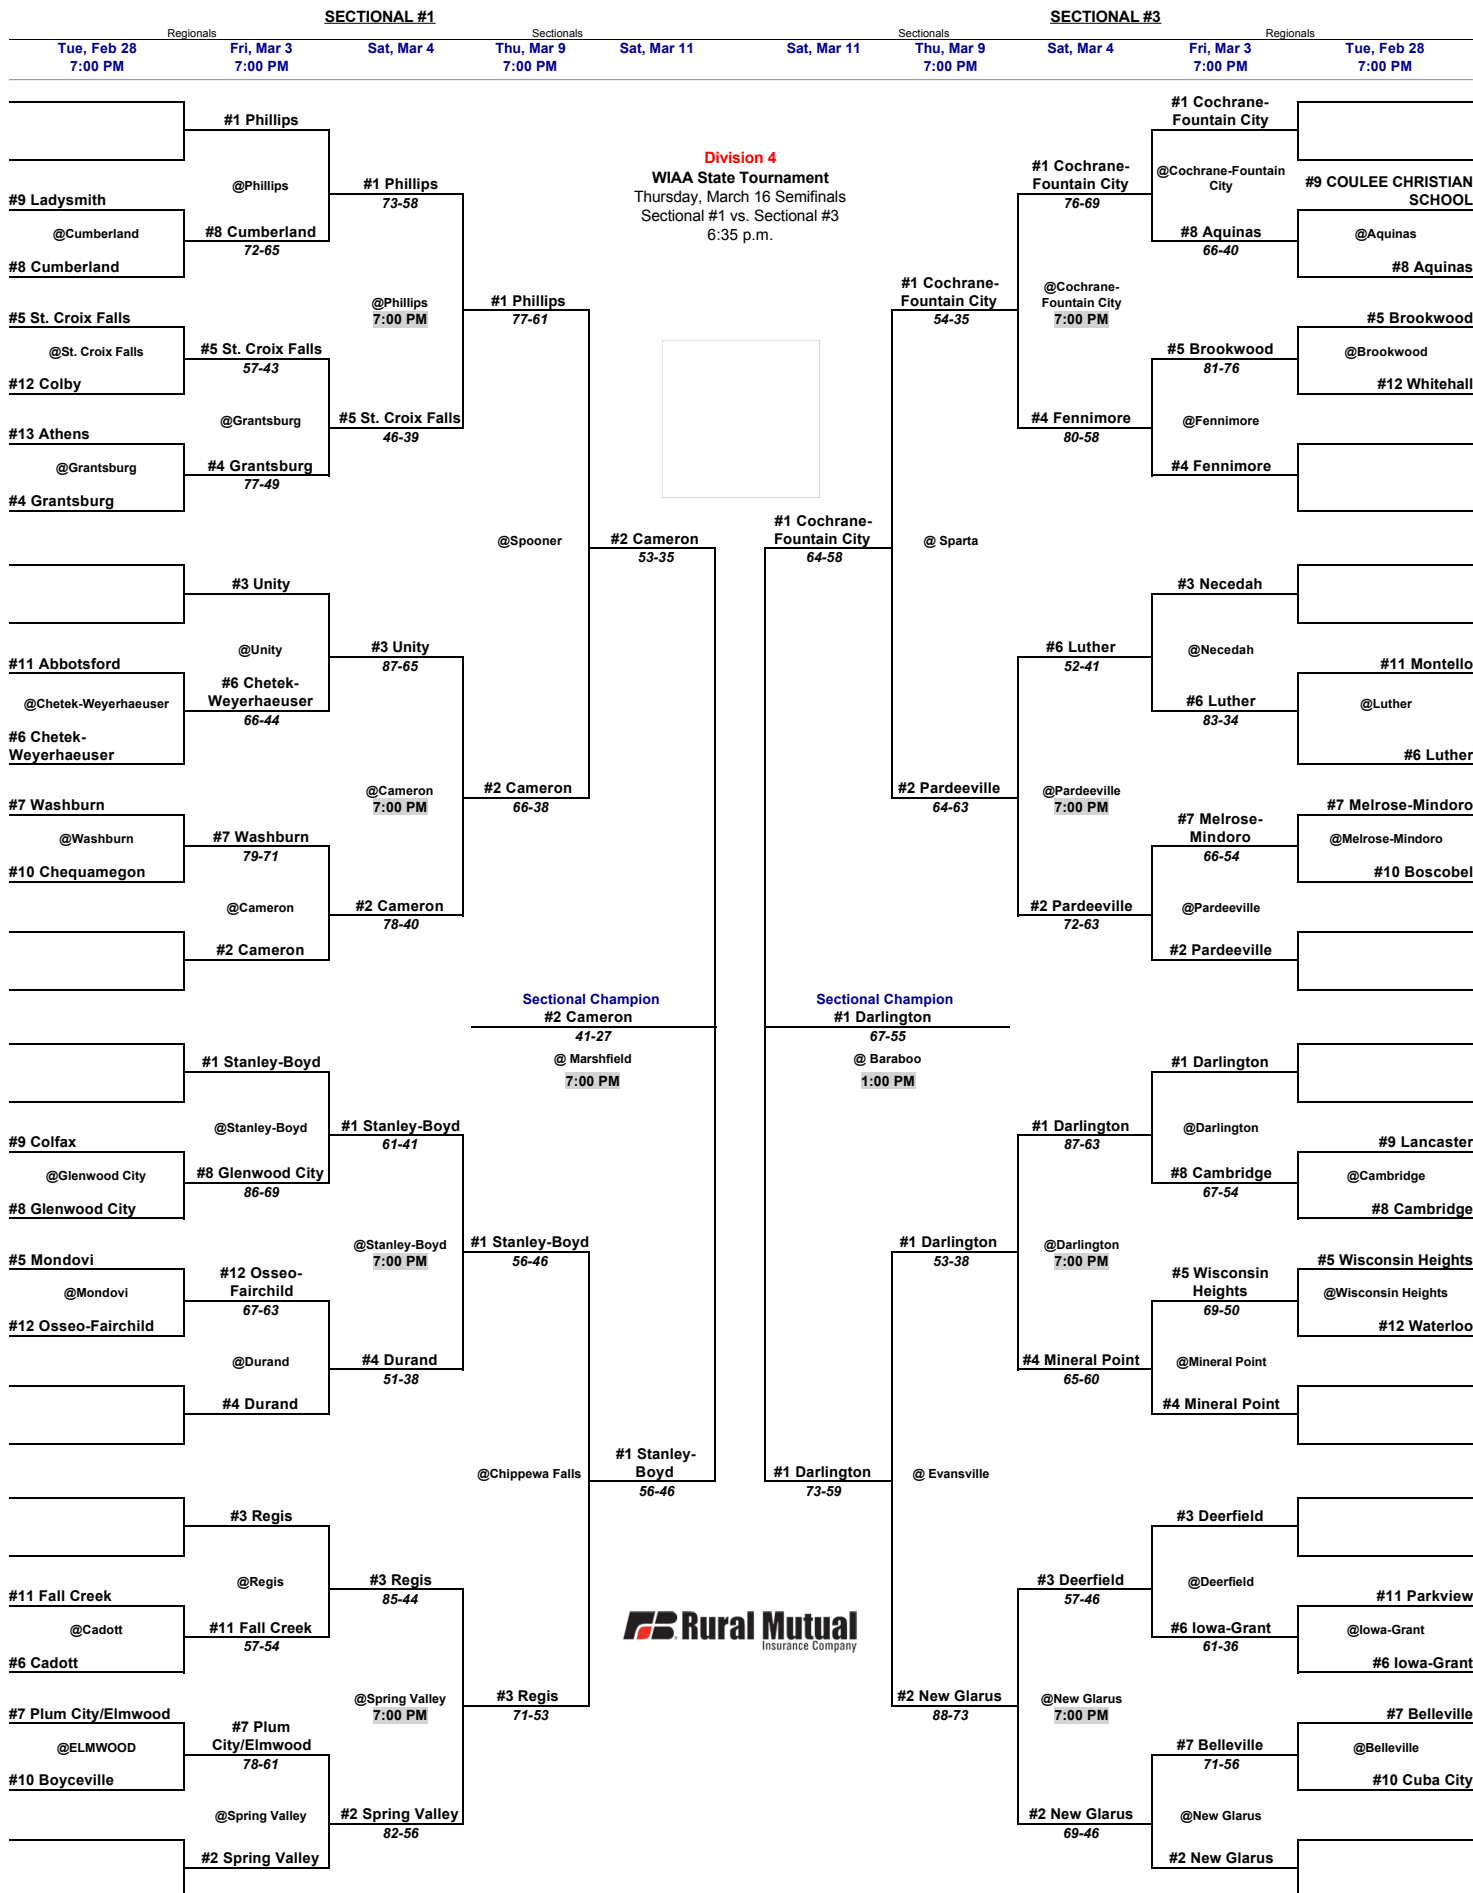 SECTIONAL #1
SECTIONAL #3
Regionals
Sectionals
Sectionals
Regionals
Tue, Feb 28
Fri, Mar 3
Sat, Mar 4
Thu, Mar 9
Sat, Mar 11
Sat, Mar 11
Thu, Mar 9
Sat, Mar 4
Fri, Mar 3
Tue, Feb 28
7:00 PM
7:00 PM
7:00 PM
7:00 PM
7:00 PM
7:00 PM
Division 4
WIAA State Tournament
Thursday, March 16 Semifinals
Sectional #1 vs. Sectional #3
6:35 p.m.
#1 Phillips
@Phillips
#9 Ladysmith
@Cumberland
#8 Cumberland
#8 Cumberland
72-65
#1 Phillips
73-58
@Phillips
7:00 PM
#1 Phillips
77-61
#5 St. Croix Falls
@St. Croix Falls
#12 Colby
#5 St. Croix Falls
57-43
@Grantsburg
#5 St. Croix Falls
46-39
#13 Athens
@Grantsburg
#4 Grantsburg
#4 Grantsburg
77-49
@Spooner
#2 Cameron
53-35
#3 Unity
@Unity
#3 Unity
87-65
#11 Abbotsford
@Chetek-Weyerhaeuser
#6 Chetek-
Weyerhaeuser
#6 Chetek-
Weyerhaeuser
66-44
@Cameron
7:00 PM
#2 Cameron
66-38
#7 Washburn
@Washburn
#10 Chequamegon
#7 Washburn
79-71
@Cameron
#2 Cameron
78-40
#2 Cameron
Sectional Champion
#2 Cameron
41-27
@ Marshfield
7:00 PM
#1 Stanley-Boyd
@Stanley-Boyd
#1 Stanley-Boyd
61-41
#9 Colfax
@Glenwood City
#8 Glenwood City
#8 Glenwood City
86-69
@Stanley-Boyd
7:00 PM
#1 Stanley-Boyd
56-46
#5 Mondovi
@Mondovi
#12 Osseo-Fairchild
#12 Osseo-
Fairchild
67-63
@Durand
#4 Durand
51-38
#4 Durand
@Chippewa Falls
#1 Stanley-
Boyd
56-46
#3 Regis
@Regis
#3 Regis
85-44
#11 Fall Creek
@Cadott
#6 Cadott
#11 Fall Creek
57-54
@Spring Valley
7:00 PM
#3 Regis
71-53
#7 Plum City/Elmwood
@ELMWOOD
#10 Boyceville
#7 Plum
City/Elmwood
78-61
@Spring Valley
#2 Spring Valley
82-56
#2 Spring Valley
#1 Cochrane-
Fountain City
@Cochrane-Fountain
City
#1 Cochrane-
Fountain City
76-69
#9 COULEE CHRISTIAN
SCHOOL
@Aquinas
#8 Aquinas
#8 Aquinas
66-40
@Cochrane-
Fountain City
7:00 PM
#1 Cochrane-
Fountain City
54-35
#5 Brookwood
@Brookwood
#12 Whitehall
#5 Brookwood
81-76
@Fennimore
#4 Fennimore
80-58
#4 Fennimore
@ Sparta
#1 Cochrane-
Fountain City
64-58
#3 Necedah
@Necedah
#6 Luther
52-41
#11 Montello
@Luther
#6 Luther
#6 Luther
83-34
@Pardeeville
7:00 PM
#2 Pardeeville
64-63
#7 Melrose-Mindoro
@Melrose-Mindoro
#10 Boscobel
#7 Melrose-
Mindoro
66-54
@Pardeeville
#2 Pardeeville
72-63
#2 Pardeeville
Sectional Champion
#1 Darlington
67-55
@ Baraboo
1:00 PM
#1 Darlington
@Darlington
#1 Darlington
87-63
#9 Lancaster
@Cambridge
#8 Cambridge
#8 Cambridge
67-54
@Darlington
7:00 PM
#1 Darlington
53-38
#5 Wisconsin Heights
@Wisconsin Heights
#12 Waterloo
#5 Wisconsin
Heights
69-50
@Mineral Point
#4 Mineral Point
65-60
#4 Mineral Point
@ Evansville
#1 Darlington
73-59
#3 Deerfield
@Deerfield
#3 Deerfield
57-46
#11 Parkview
@Iowa-Grant
#6 Iowa-Grant
#6 Iowa-Grant
61-36
@New Glarus
7:00 PM
#2 New Glarus
88-73
#7 Belleville
@Belleville
#10 Cuba City
#7 Belleville
71-56
@New Glarus
#2 New Glarus
69-46
#2 New Glarus
Rural Mutual
Insurance Company